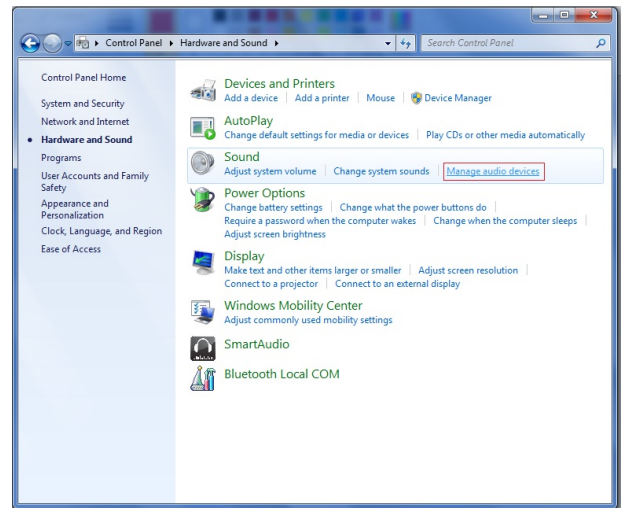 Control Panel Hardware and Sound Search Control Panel
Control Panel Home
System and Security
Network and Internet
Hardware and Sound
Programs
User Accounts and Family
Safety
Appearance and
Personalization
Clock, Language, and Region
Ease of Access
Devices and Printers
Add a device Add a printer Mouse Device Manager
AutoPlay
Change default settings for media or devices Play CDs or other media automatically
Sound
Adjust system volume Change system sounds Manage audio devices
Power Options
Change battery settings Change what the power buttons do
Require a password when the computer wakes Change when the computer sleeps
Adjust screen brightness
Display
Make text and other items larger or smaller Adjust screen resolution
Connect to a projector Connect to an external display
Windows Mobility Center
Adjust commonly used mobility settings
SmartAudio
Bluetooth Local COM